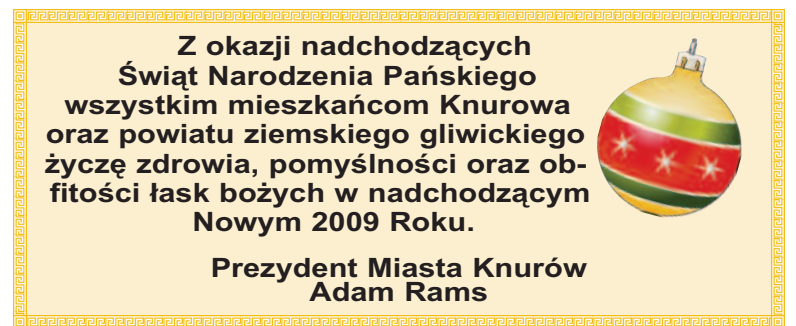 Z okazji nadchodzących
Świąt Narodzenia Pańskiego
wszystkim mieszkańcom Knurowa
oraz powiatu ziemskiego gliwickiego
życzę zdrowia, pomyślności oraz ob-
fitości łask bożych w nadchodzącym
Nowym 2009 Roku.
Prezydent Miasta Knurów
Adam Rams